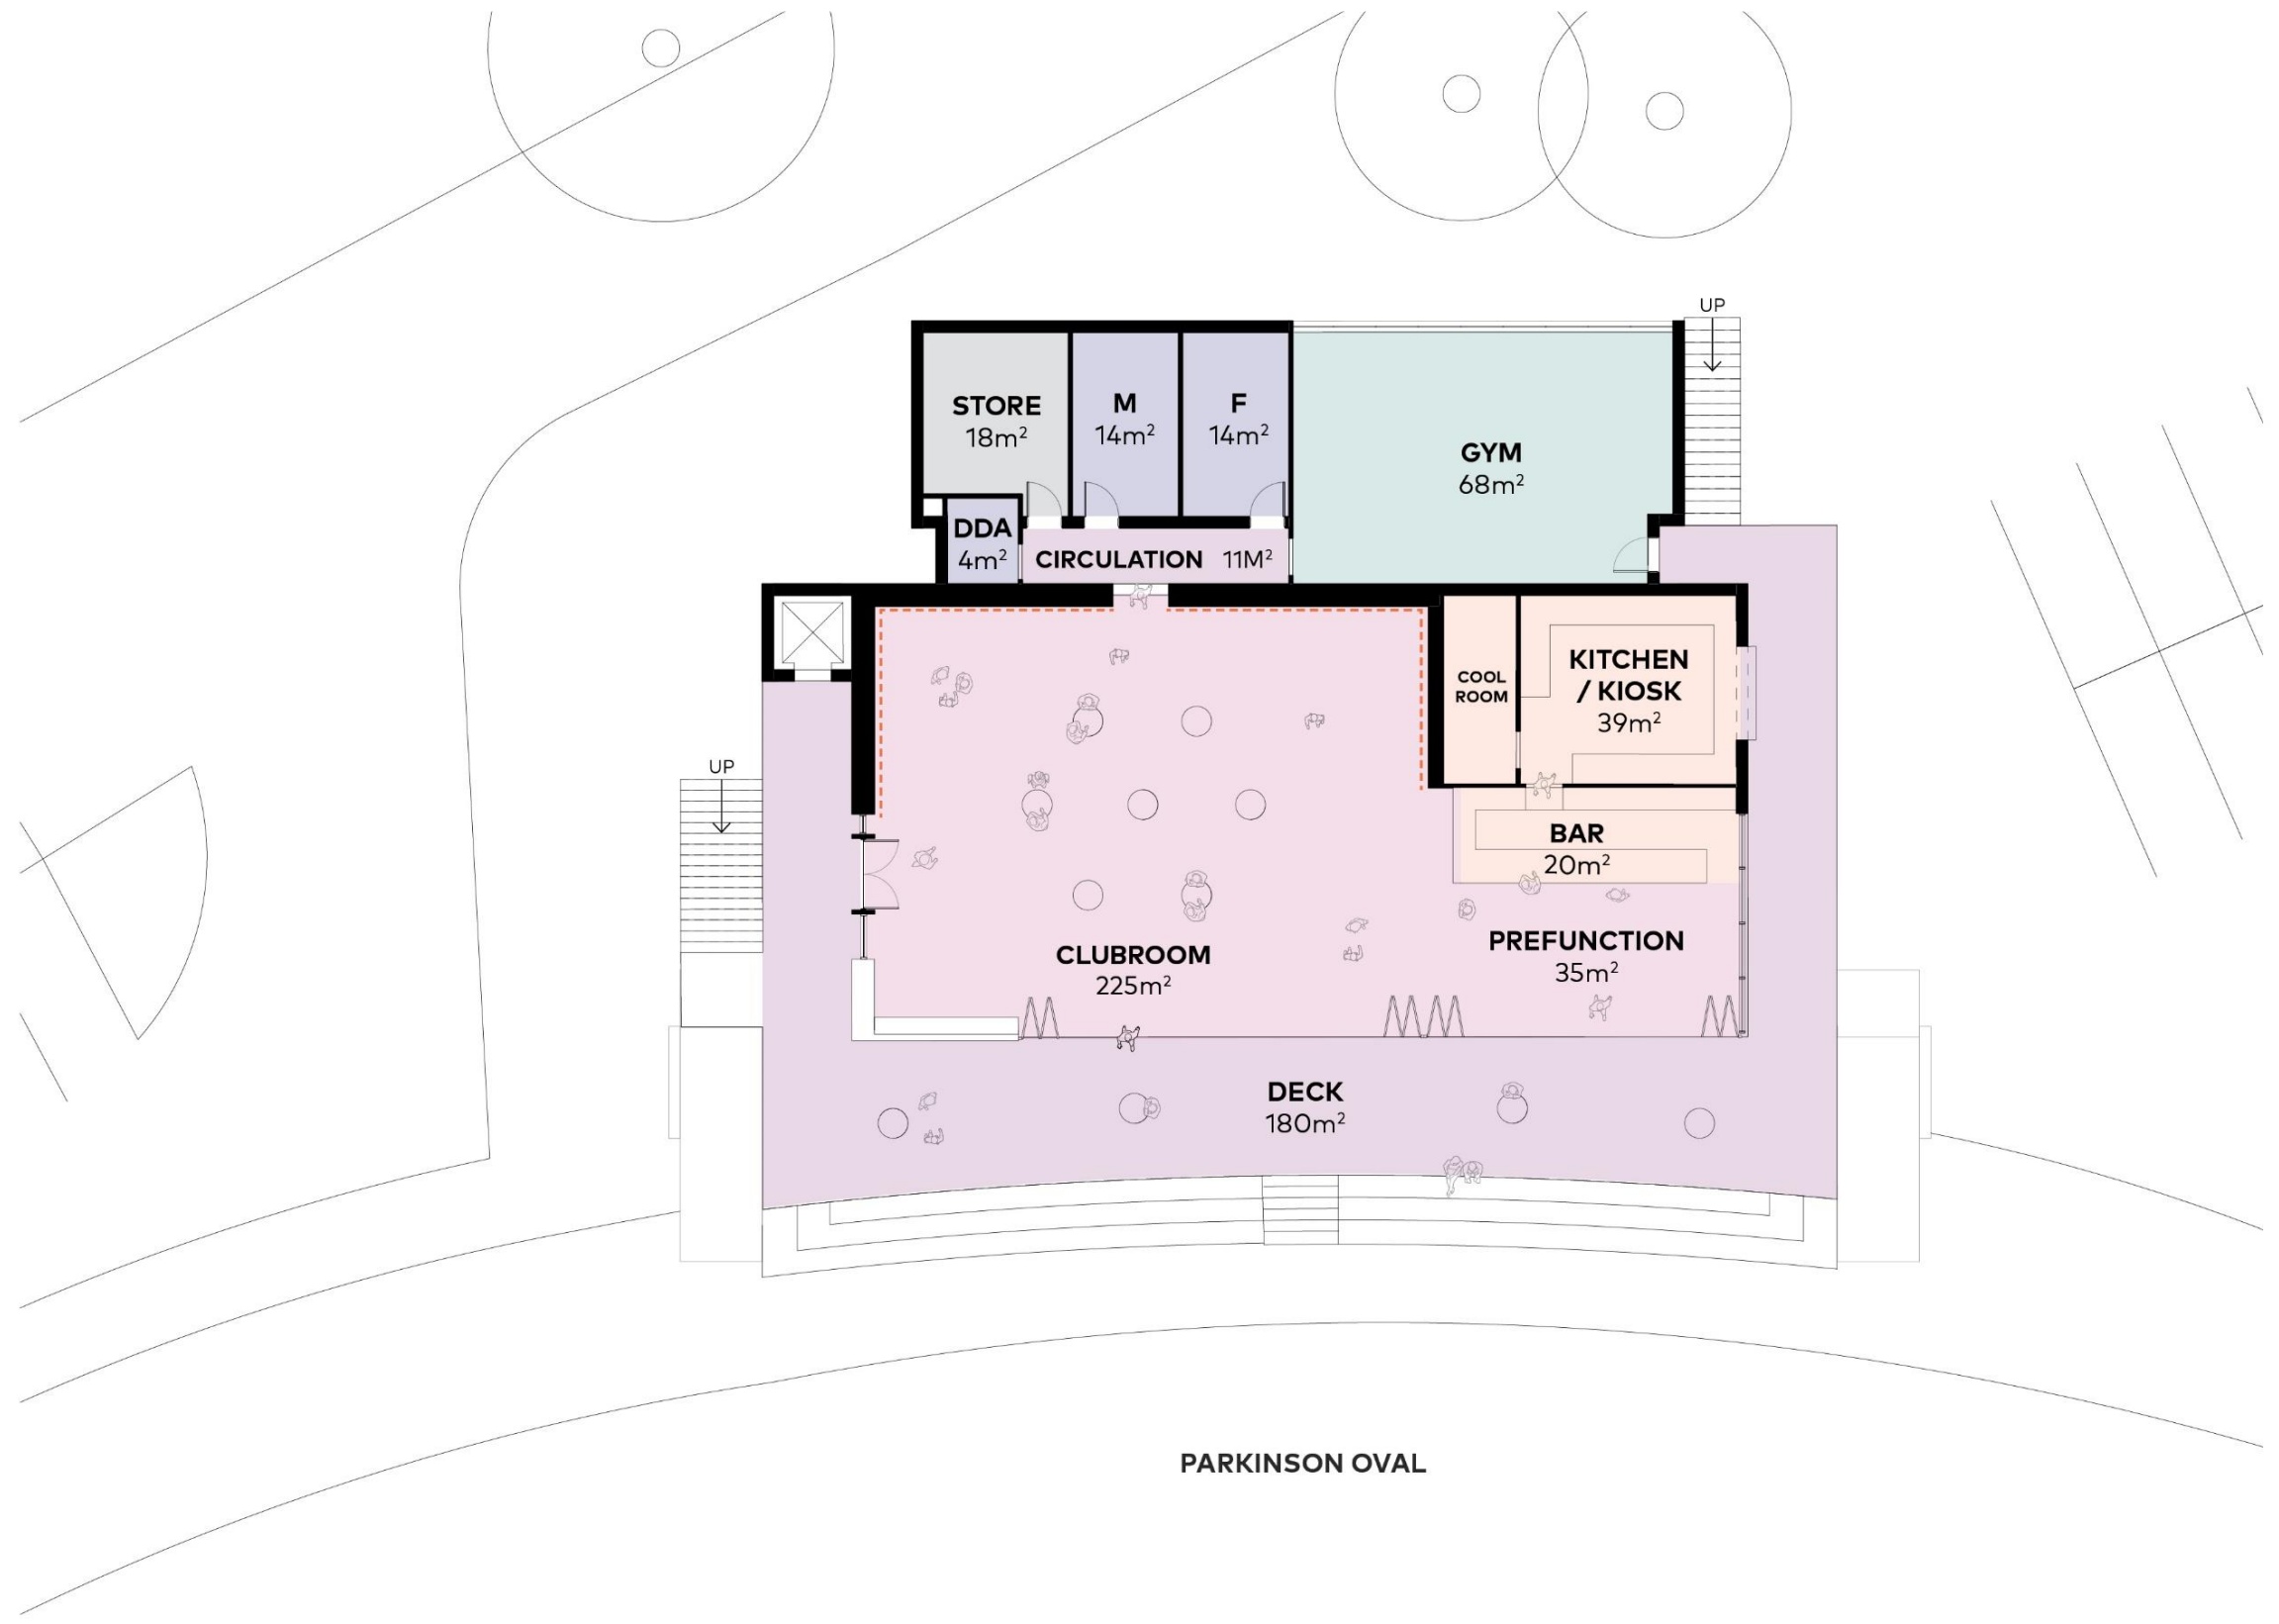 UP
STORE
18m²
M
14m²
F
14m²
GYM
68m²
DDA
4m²
CIRCULATION 11M²
COOL
ROOM
KITCHEN
/ KIOSK
39m²
UP
BAR
20m²
CLUBROOM
225m²
PREFUNCTION
35m²
DECK
180m²
PARKINSON OVAL